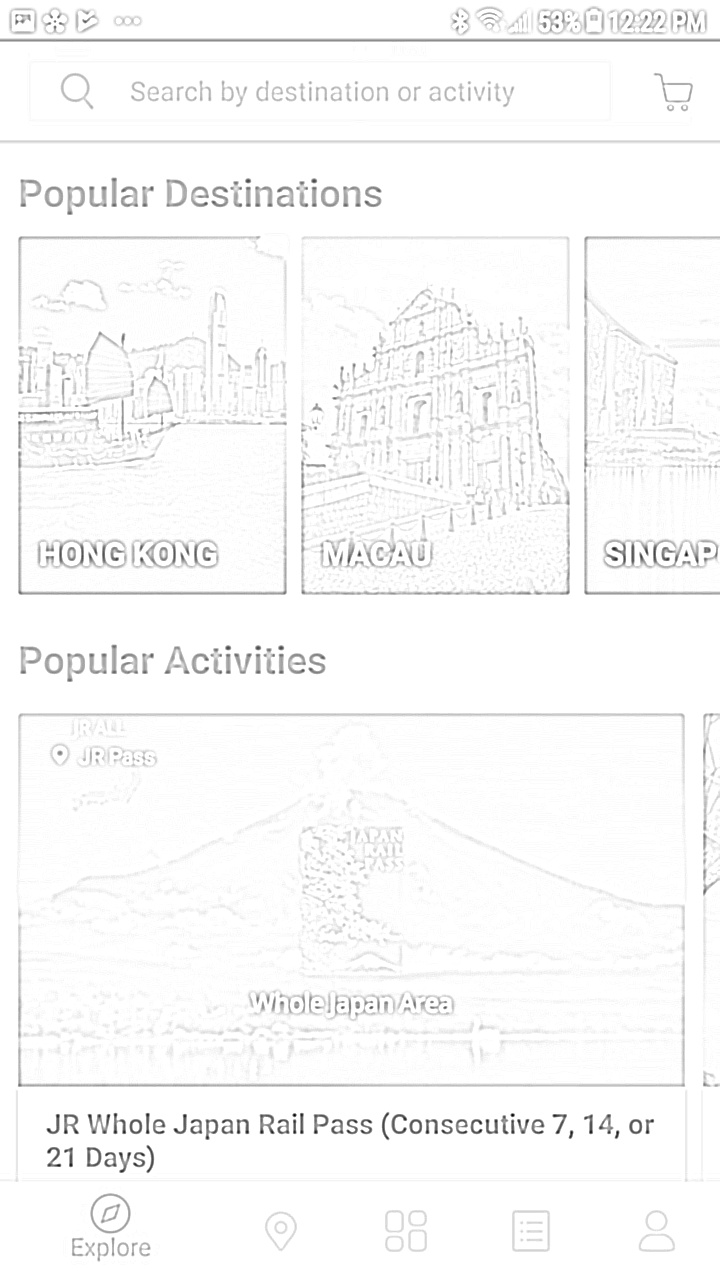 53% 12:22 PM
Search by destination or activity
Popular Destinations
HONG KONG
MACAU
SINGAP
Popular Activities
JR ALL
JR Pass
JAPAN
RAIL
PASS
Whole Japan Area
JR Whole Japan Rail Pass (Consecutive 7, 14, or
21 Days)
Explore